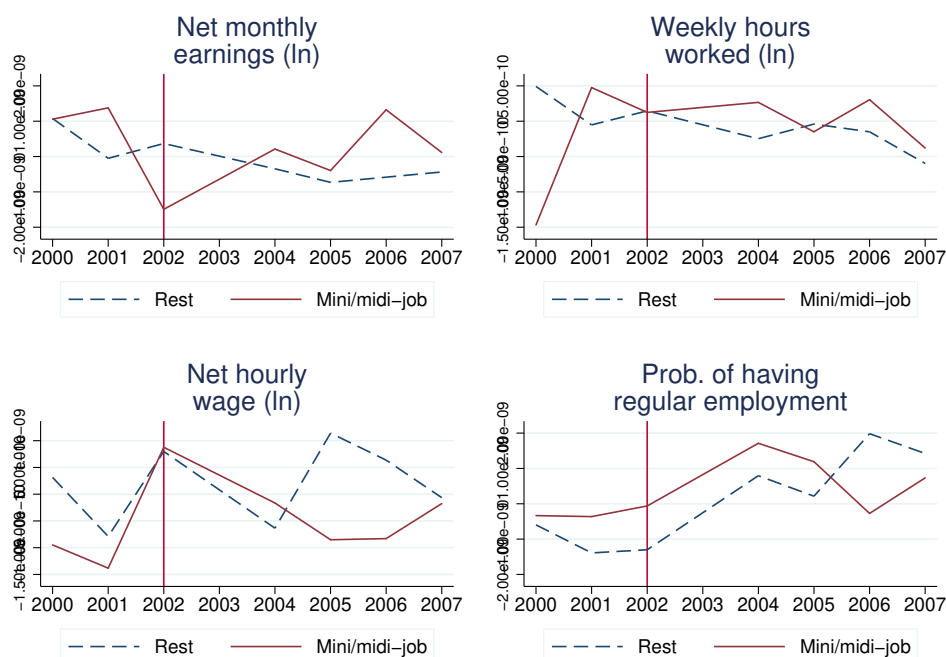 Net monthly
earnings (ln)
2000 2001 2002 2003 2004 2005 2006 2007
Rest Mini/midi−job
Weekly hours
worked (ln)
2000 2001 2002 2003 2004 2005 2006 2007
Rest Mini/midi−job
Net hourly
wage (ln)
2000 2001 2002 2003 2004 2005 2006 2007
Rest Mini/midi−job
Prob. of having
regular employment
2000 2001 2002 2003 2004 2005 2006 2007
Rest Mini/midi−job